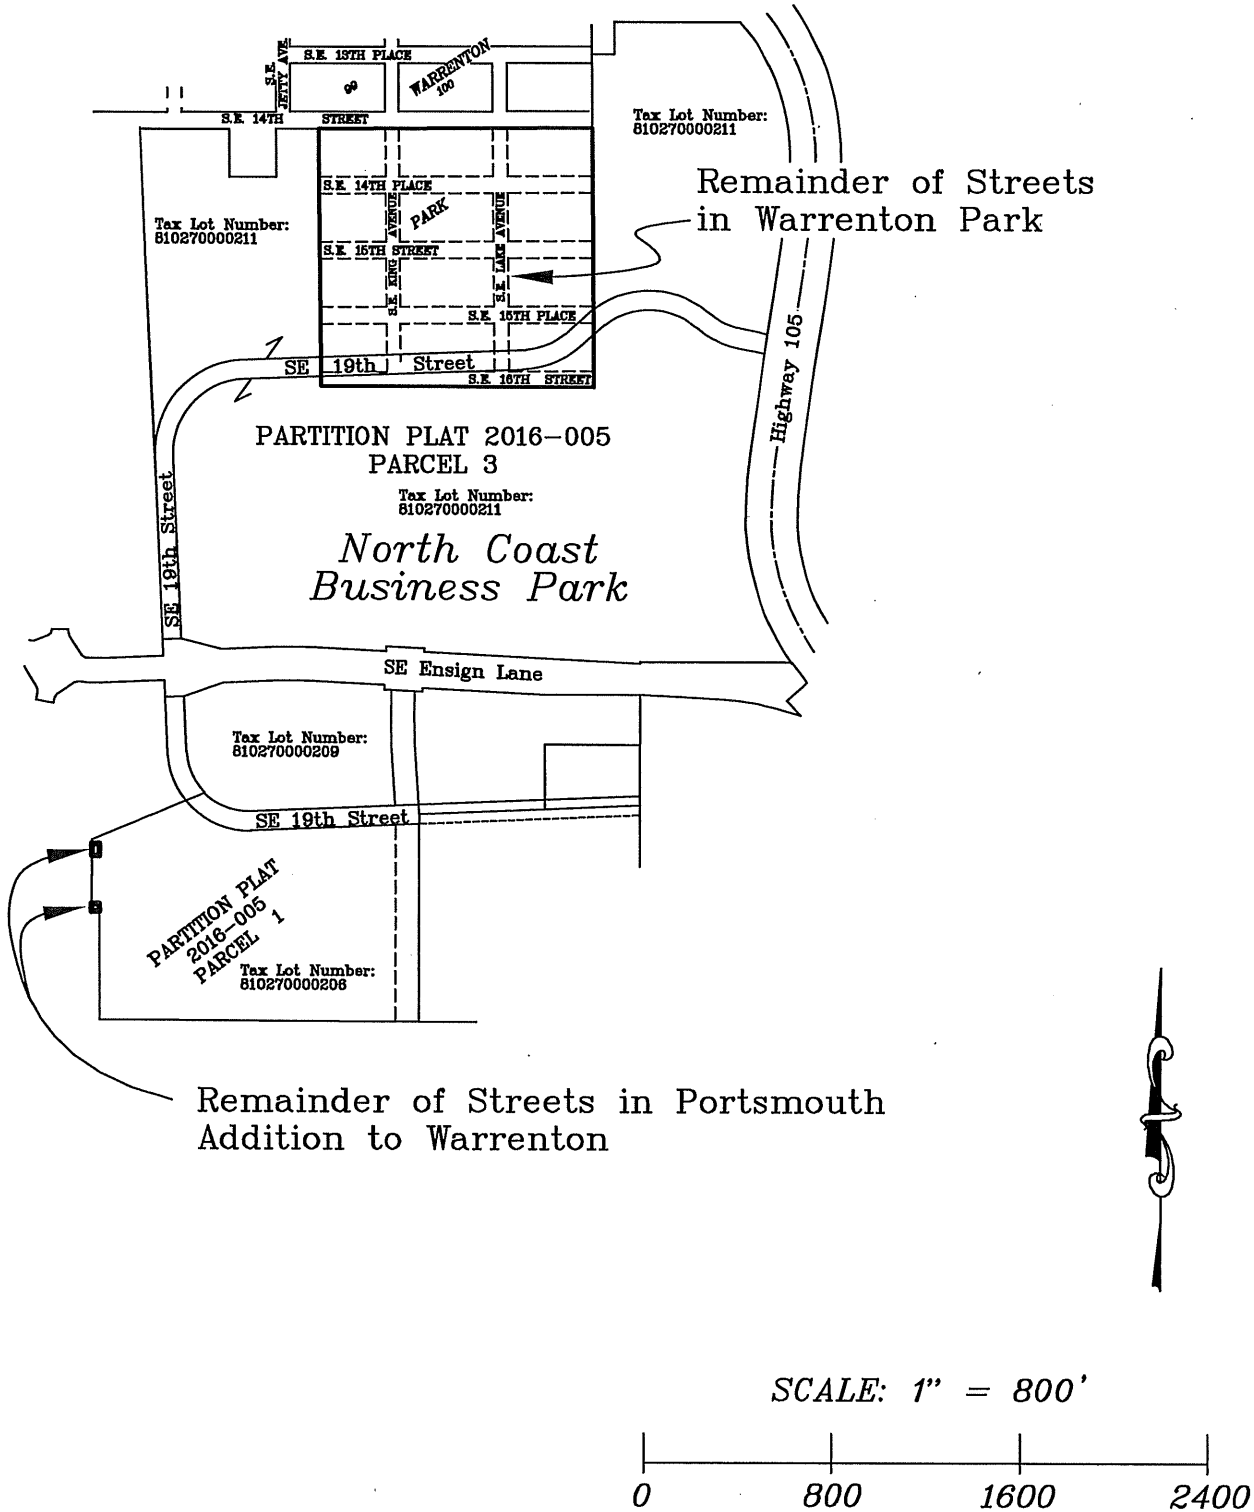 S.E. 13TH PLACE
S.E.
JETTY AVE.
99
WARRENTON
100
S.E. 14TH STREET
Tax Lot Number:
810270000211
Remainder of Streets
in Warrenton Park
S.E. 14TH PLACE
S.E. KING AVENUE
PARK
S.E. LAKE AVENUE
Tax Lot Number:
810270000211
S.E. 15TH STREET
S.E. 15TH PLACE
Highway 105
SE 19th Street
S.E. 16TH STREET
PARTITION PLAT 2016-005
PARCEL 3
Tax Lot Number:
810270000211
North Coast
Business Park
SE 19th Street
SE Ensign Lane
Tax Lot Number:
810270000209
SE 19th Street
PARTITION PLAT
2016-005
PARCEL 1
Tax Lot Number:
810270000206
Remainder of Streets in Portsmouth
Addition to Warrenton
SCALE: 1" = 800'
0 800 1600 2400